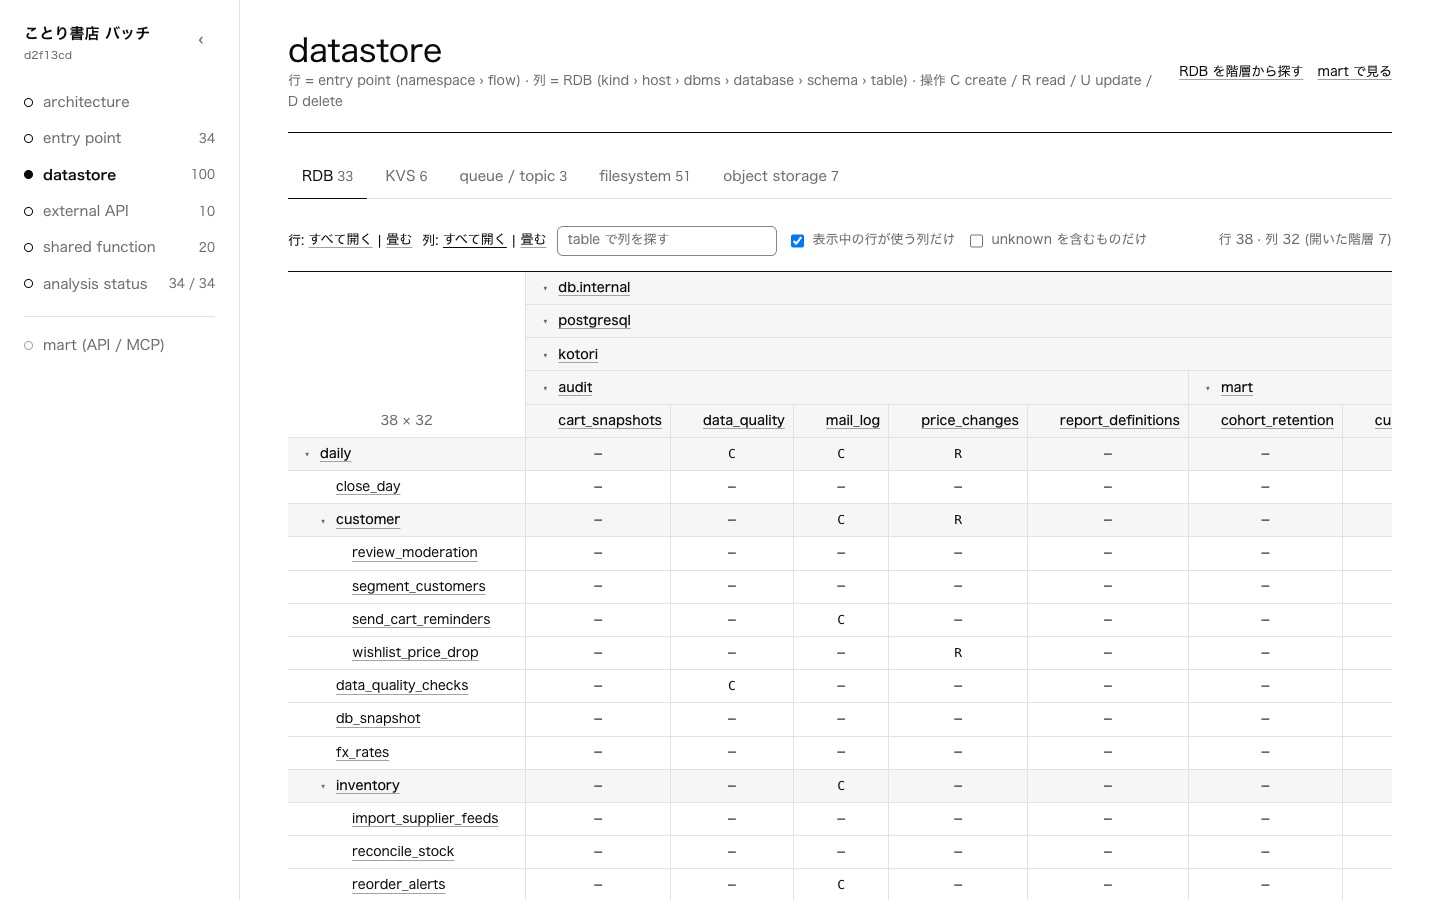 ことり書店 バッチ
d2f13cd
‹
architecture
entry point 34
datastore 100
external API 10
shared function 20
analysis status 34 / 34
mart (API / MCP)
datastore
行 = entry point (namespace › flow) · 列 = RDB (kind › host › dbms › database › schema › table) · 操作 C create / R read / U update /
D delete
RDB を階層から探す mart で見る
RDB 33 KVS 6 queue / topic 3 filesystem 51 object storage 7
行: すべて開く | 畳む 列: すべて開く | 畳む table で列を探す 表示中の行が使う列だけ unknown を含むものだけ 行 38 · 列 32 (開いた階層 7)
▾ db.internal
▾ postgresql
▾ kotori
▾ audit ▾ mart
38 × 32 cart_snapshots data_quality mail_log price_changes report_definitions cohort_retention cu
▾ daily – C C R – –
close_day – – – – – –
▾ customer – – C R – –
review_moderation – – – – – –
segment_customers – – – – – –
send_cart_reminders – – C – – –
wishlist_price_drop – – – R – –
data_quality_checks – C – – – –
db_snapshot – – – – – –
fx_rates – – – – – –
▾ inventory – – C – – –
import_supplier_feeds – – – – – –
reconcile_stock – – – – – –
reorder_alerts – – C – – –